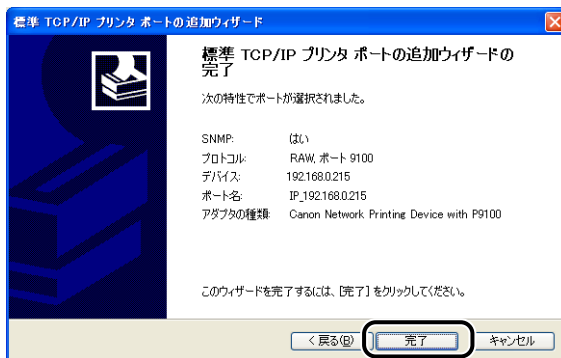 標準 TCP/IP プリンタ ポートの追加ウィザード
標準 TCP/IP プリンタ ポートの追加ウィザードの
完了
次の特性でポートが選択されました。
SNMP: はい
プロトコル: RAW, ポート 9100
デバイス: 192.168.0.215
ポート名: IP_192.168.0.215
アダプタの種類: Canon Network Printing Device with P9100
このウィザードを完了するには、[完了] をクリックしてください。
< 戻る(B) 完了 キャンセル